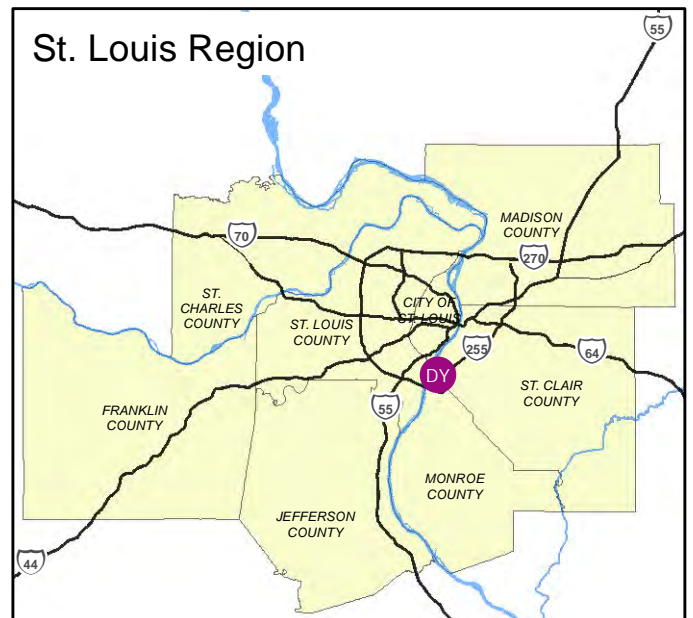 St. Louis Region
55
MADISON
COUNTY
70
270
ST.
CHARLES
COUNTY
ST. LOUIS
COUNTY
CITY OF
ST. LOUIS
255
64
DY
ST. CLAIR
COUNTY
FRANKLIN
COUNTY
55
MONROE
COUNTY
JEFFERSON
COUNTY
44